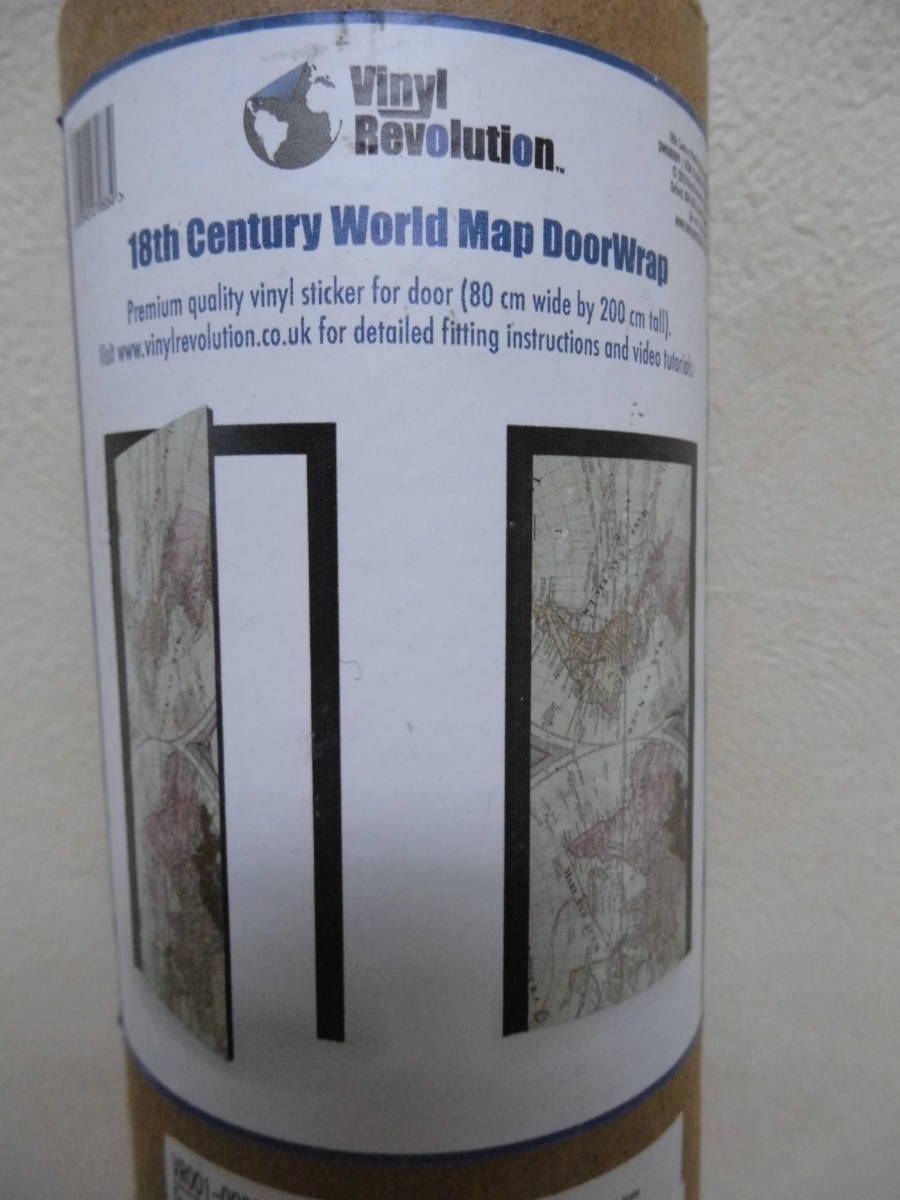 Vinyl
Revolution™
18th Century World Map DoorWrap
Premium quality vinyl sticker for door (80 cm wide by 200 cm tall).
Visit www.vinylrevolution.co.uk for detailed fitting instructions and video tutorials.